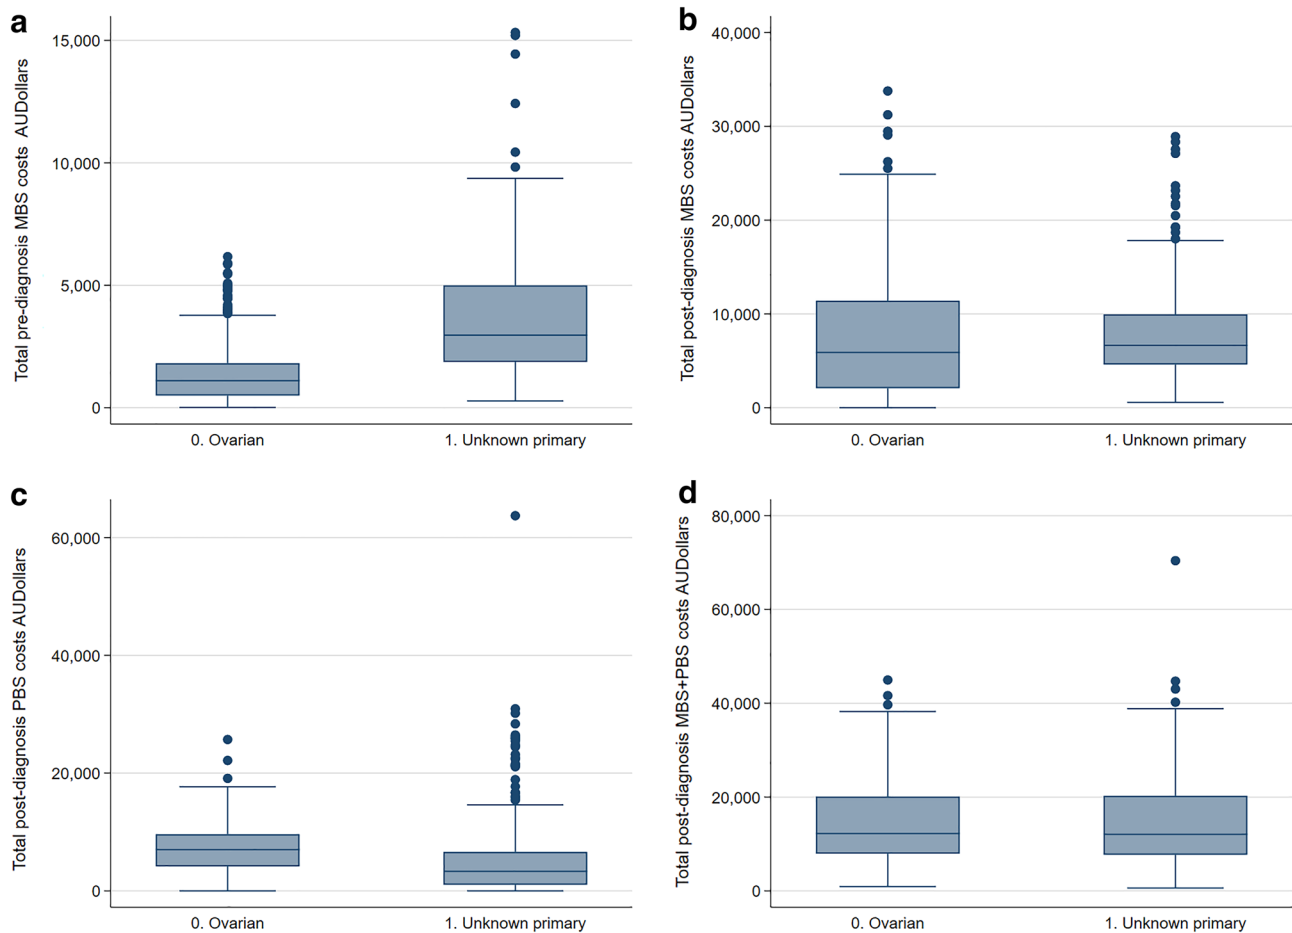 a
Total pre-diagnosis MBS costs AUDollars
15,000
10,000
5,000
0
0. Ovarian
1. Unknown primary
b
Total post-diagnosis MBS costs AUDollars
40,000
30,000
20,000
10,000
0
0. Ovarian
1. Unknown primary
c
Total post-diagnosis PBS costs AUDollars
60,000
40,000
20,000
0
0. Ovarian
1. Unknown primary
d
Total post-diagnosis MBS+PBS costs AUDollars
80,000
60,000
40,000
20,000
0
0. Ovarian
1. Unknown primary